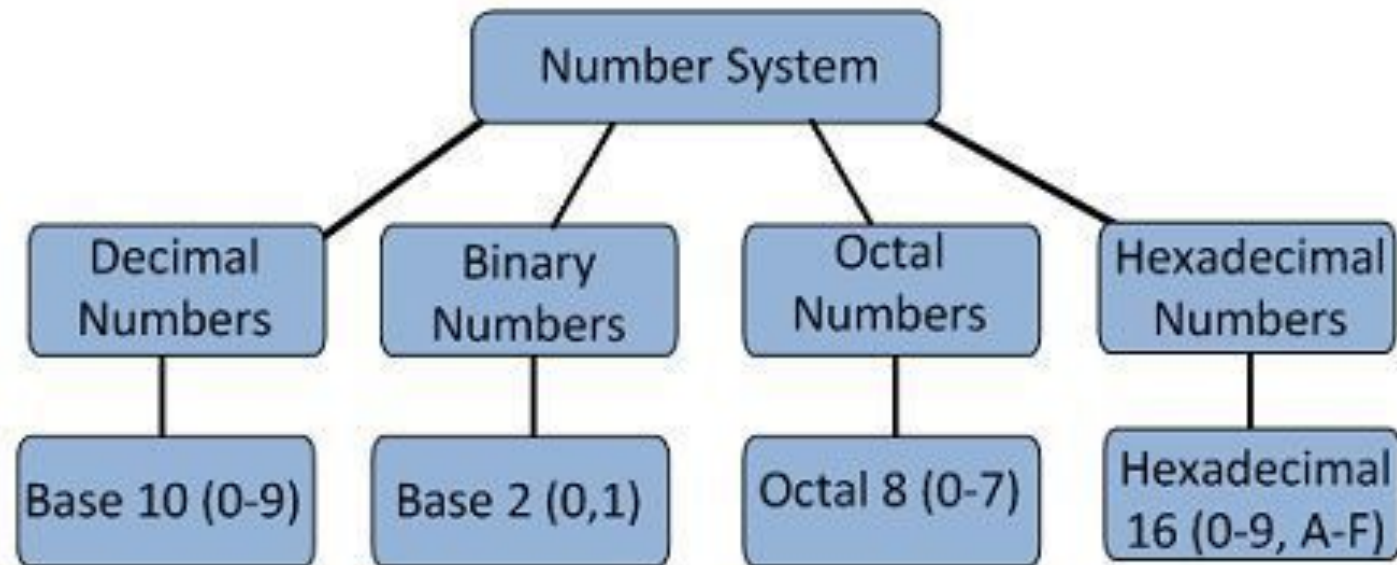 Number System
Decimal
Numbers
Binary
Numbers
Octal
Numbers
Hexadecimal
Numbers
Base 10 (0-9)
Base 2 (0,1)
Octal 8 (0-7)
Hexadecimal
16 (0-9, A-F)